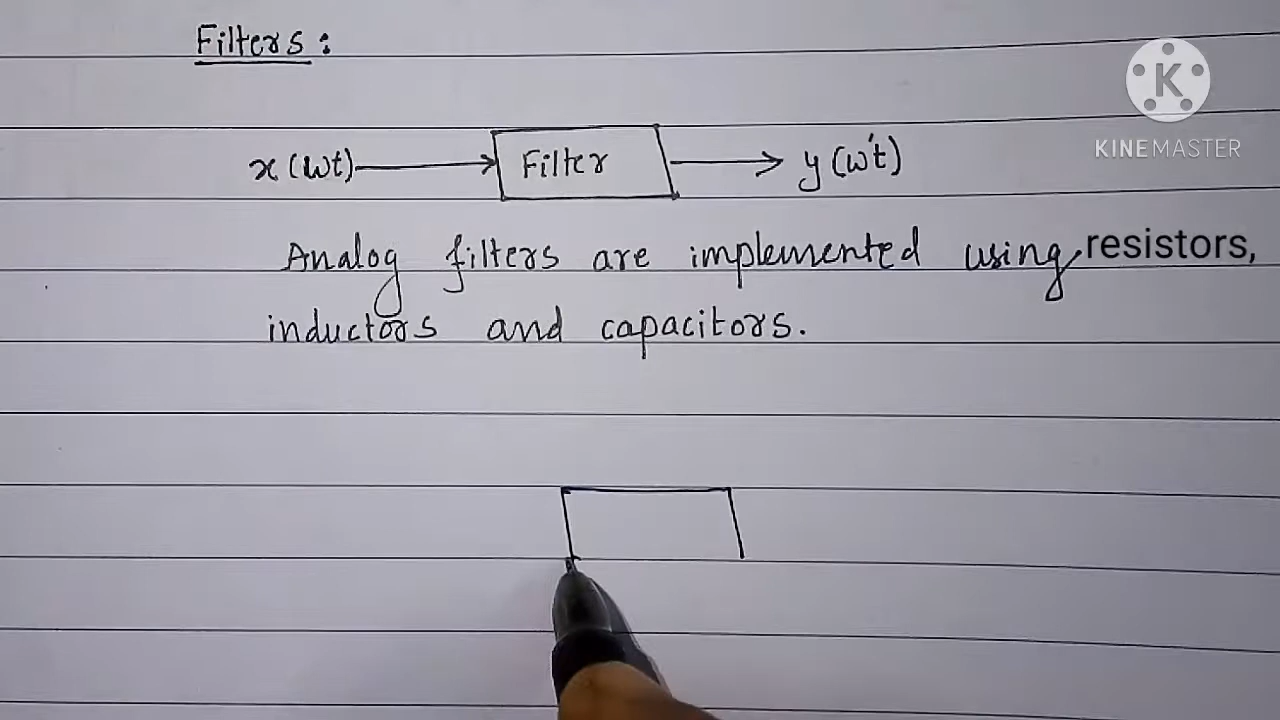 Filters :
K
KINEMASTER
x(ωt) Filter y(ω't)
Analog filters are implemented using resistors,
inductors and capacitors.